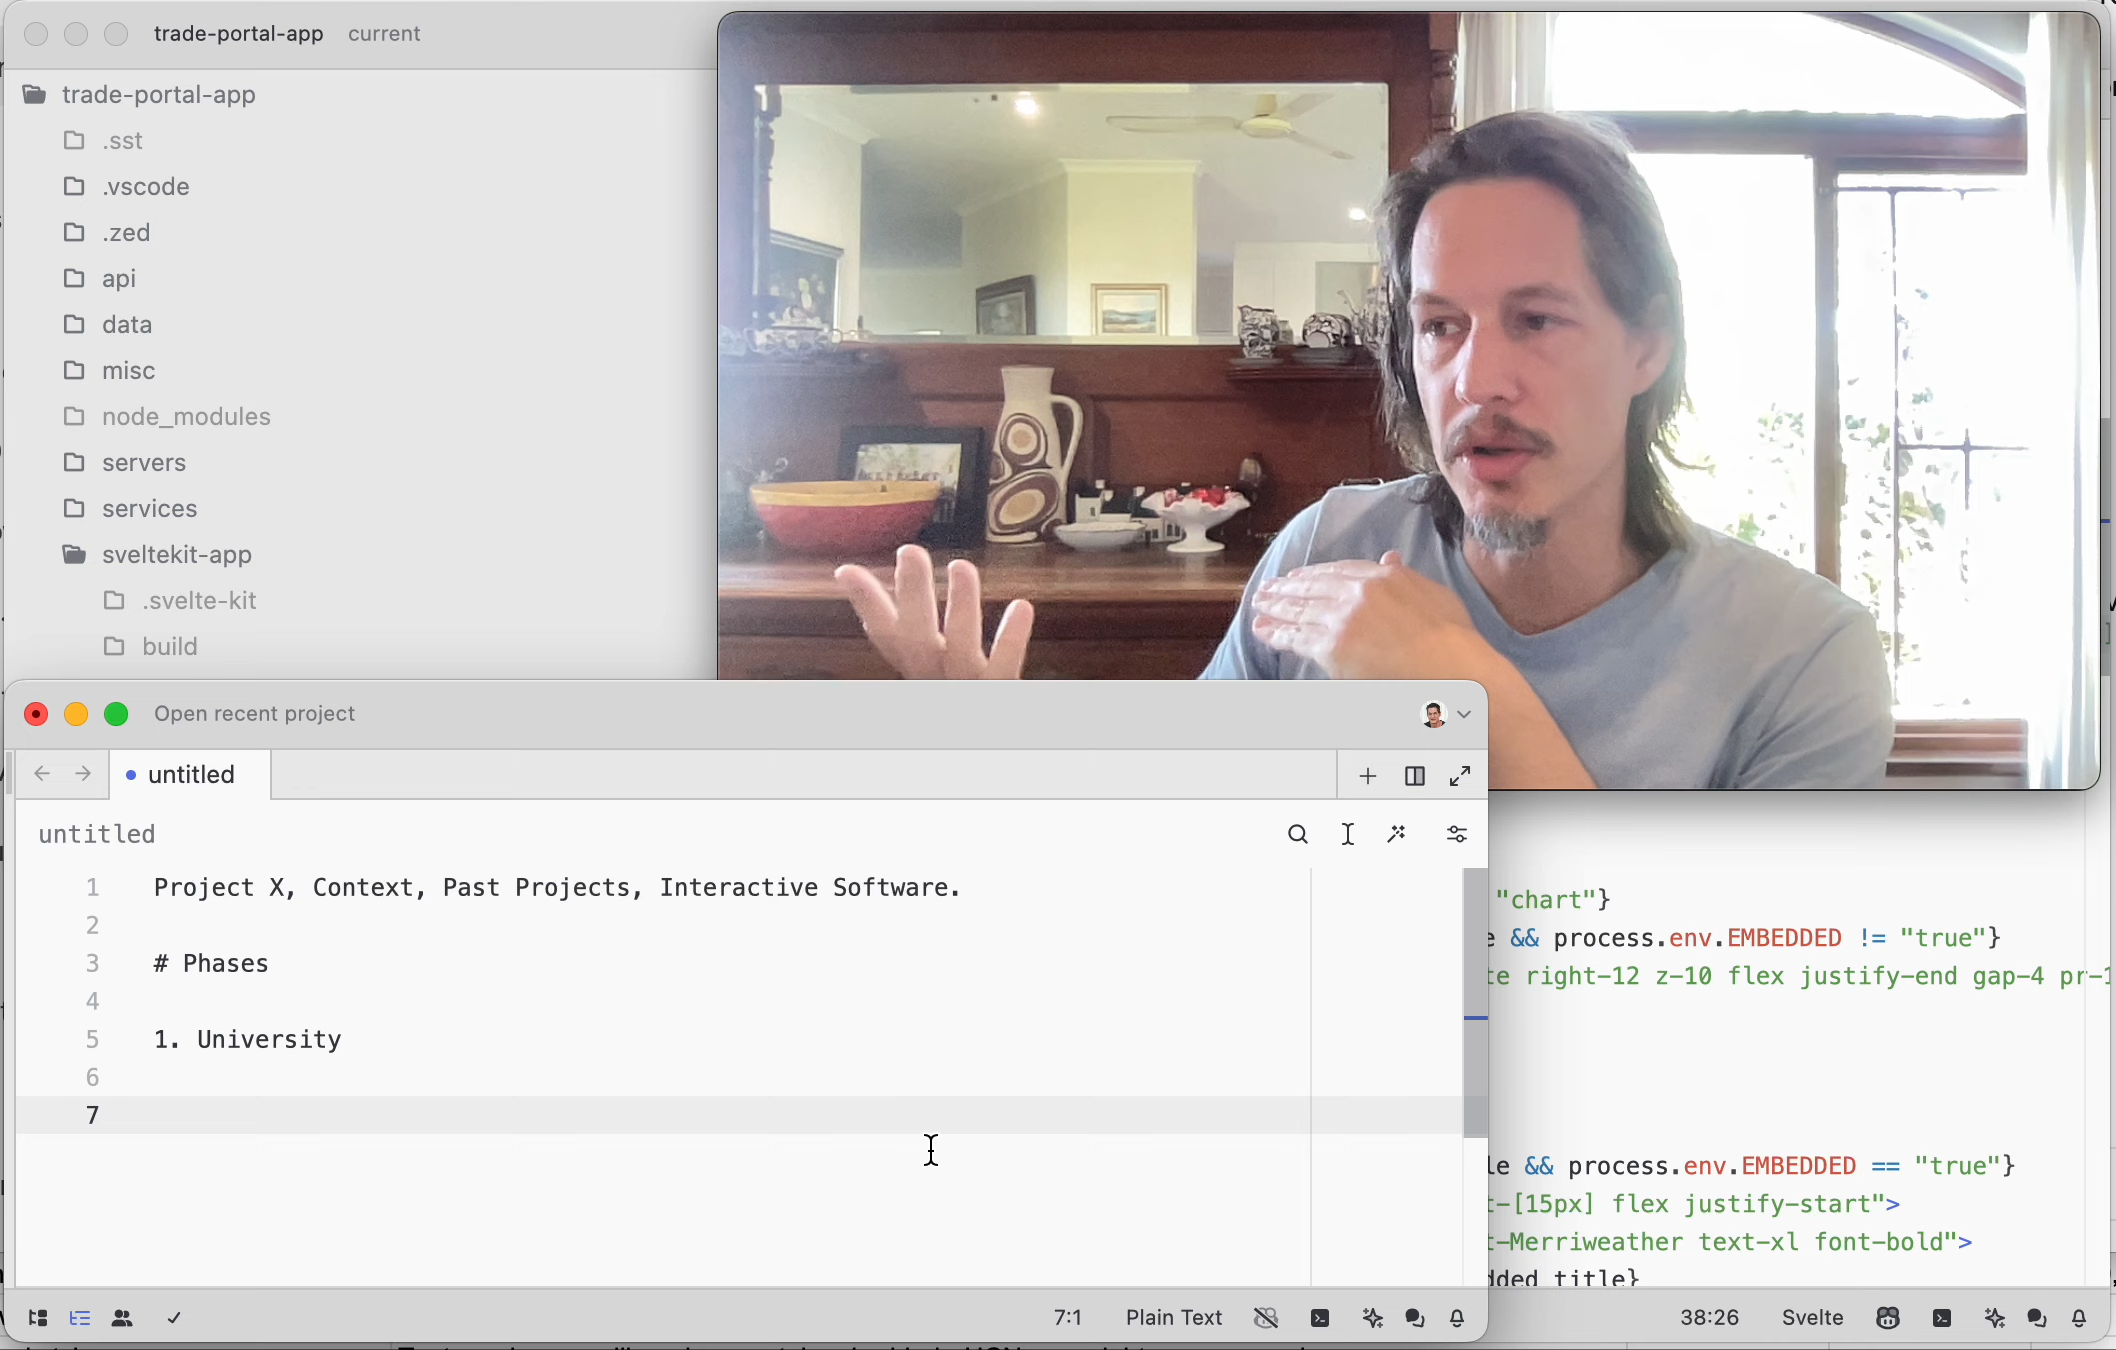 trade-portal-app current
trade-portal-app
.sst
.vscode
.zed
api
data
misc
node_modules
servers
services
sveltekit-app
.svelte-kit
build
Open recent project
untitled
untitled
1 Project X, Context, Past Projects, Interactive Software.
2
3 # Phases
4
5 1. University
6
7
7:1 Plain Text
"chart"}
e && process.env.EMBEDDED != "true"}
te right-12 z-10 flex justify-end gap-4 pr-1
le && process.env.EMBEDDED == "true"}
t-[15px] flex justify-start">
t-Merriweather text-xl font-bold">
dded title}
38:26 Svelte